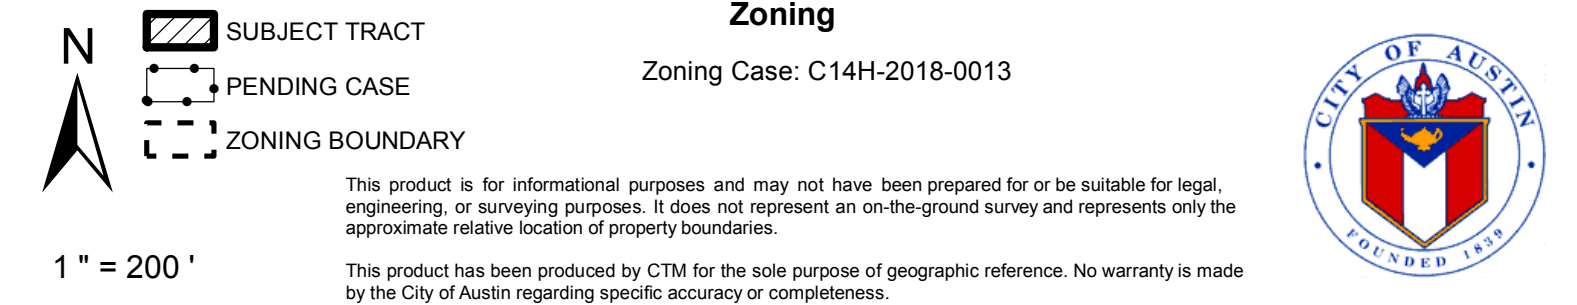 Zoning
Zoning Case: C14H-2018-0013
N
SUBJECT TRACT
PENDING CASE
ZONING BOUNDARY
1 " = 200 '
This product is for informational purposes and may not have been prepared for or be suitable for legal,
engineering, or surveying purposes. It does not represent an on-the-ground survey and represents only the
approximate relative location of property boundaries.
This product has been produced by CTM for the sole purpose of geographic reference. No warranty is made
by the City of Austin regarding specific accuracy or completeness.
CITY OF AUSTIN
FOUNDED 1839